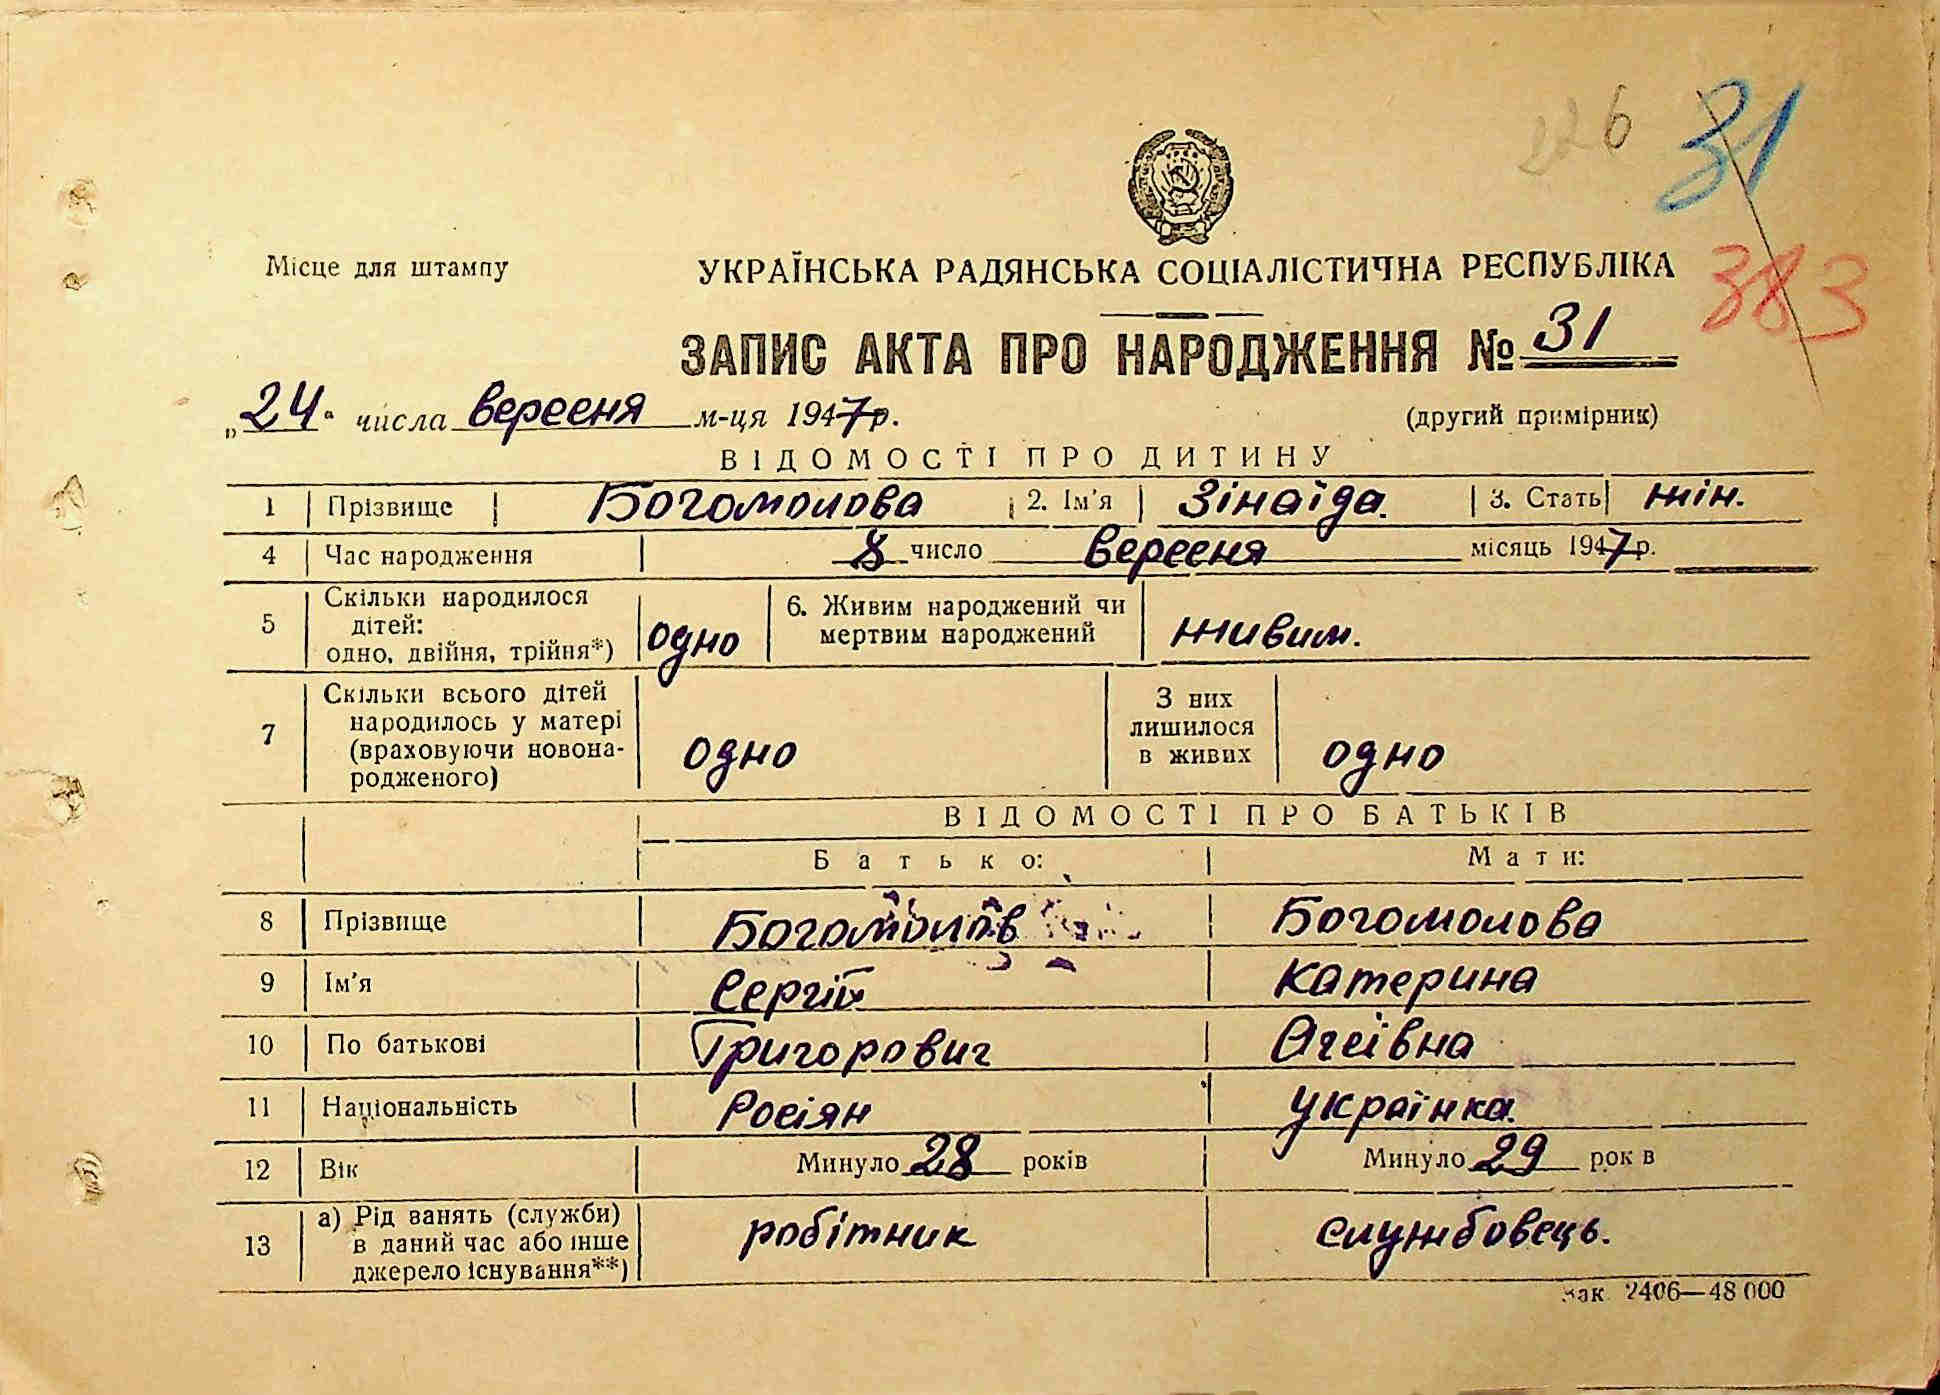 226 31
383
Місце для штампу
УКРАЇНСЬКА РАДЯНСЬКА СОЦІАЛІСТИЧНА РЕСПУБЛІКА
ЗАПИС АКТА ПРО НАРОДЖЕННЯ № 31
„24" числа вересня м-ця 1947 р. (другий примірник)
ВІДОМОСТІ ПРО ДИТИНУ
1 Прізвище Богомолова 2. Ім'я Зінаїда. 3. Стать жін.
4 Час народження 8 число вересня місяць 1947 р.
5 Скільки народилося дітей: одно, двійня, трійня*) одно 6. Живим народжений чи мертвим народжений живим.
7 Скільки всього дітей народилось у матері (враховуючи новонародженого) одно З них лишилося в живих одно
ВІДОМОСТІ ПРО БАТЬКІВ
Батько: Мати:
8 Прізвище Богомолов Богомолова
9 Ім'я Сергій Катерина
10 По батькові Григорович Агеївна
11 Національність Росіян Українка.
12 Вік Минуло 28 років Минуло 29 рок в
13 а) Рід занять (служби) в даний час або інше джерело існування**) робітник службовець.
Зак. 2406—48 000